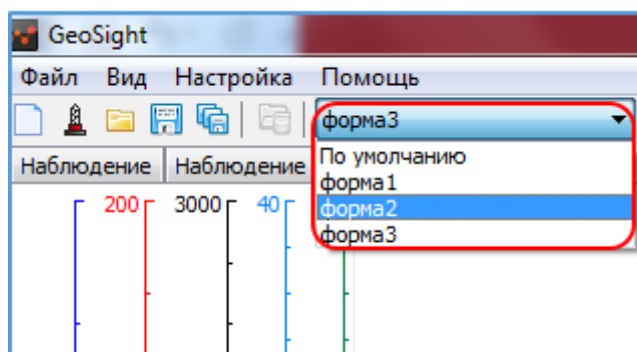 GeoSight
Файл Вид Настройка Помощь
форма3
Наблюдение Наблюдение
По умолчанию
форма1
форма2
форма3
200 3000 40